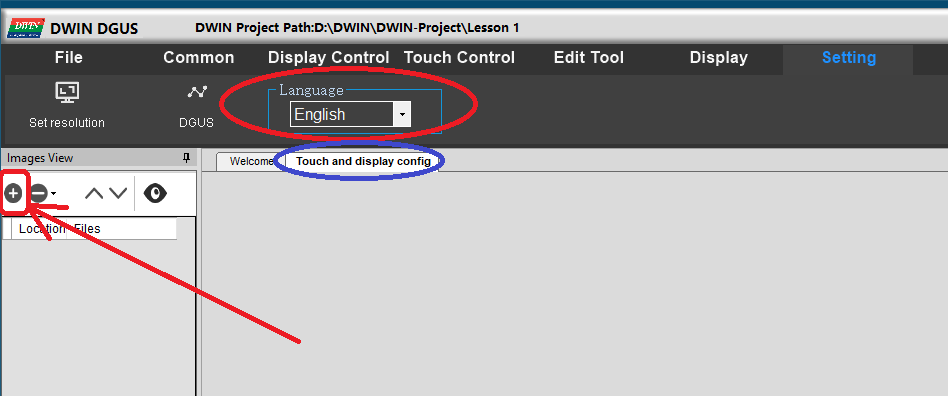 DWIN DWIN DGUS DWIN Project Path:D:\DWIN\DWIN-Project\Lesson 1
File Common Display Control Touch Control Edit Tool Display Setting
Language
English
Set resolution DGUS
Images View Welcome Touch and display config
Location Files